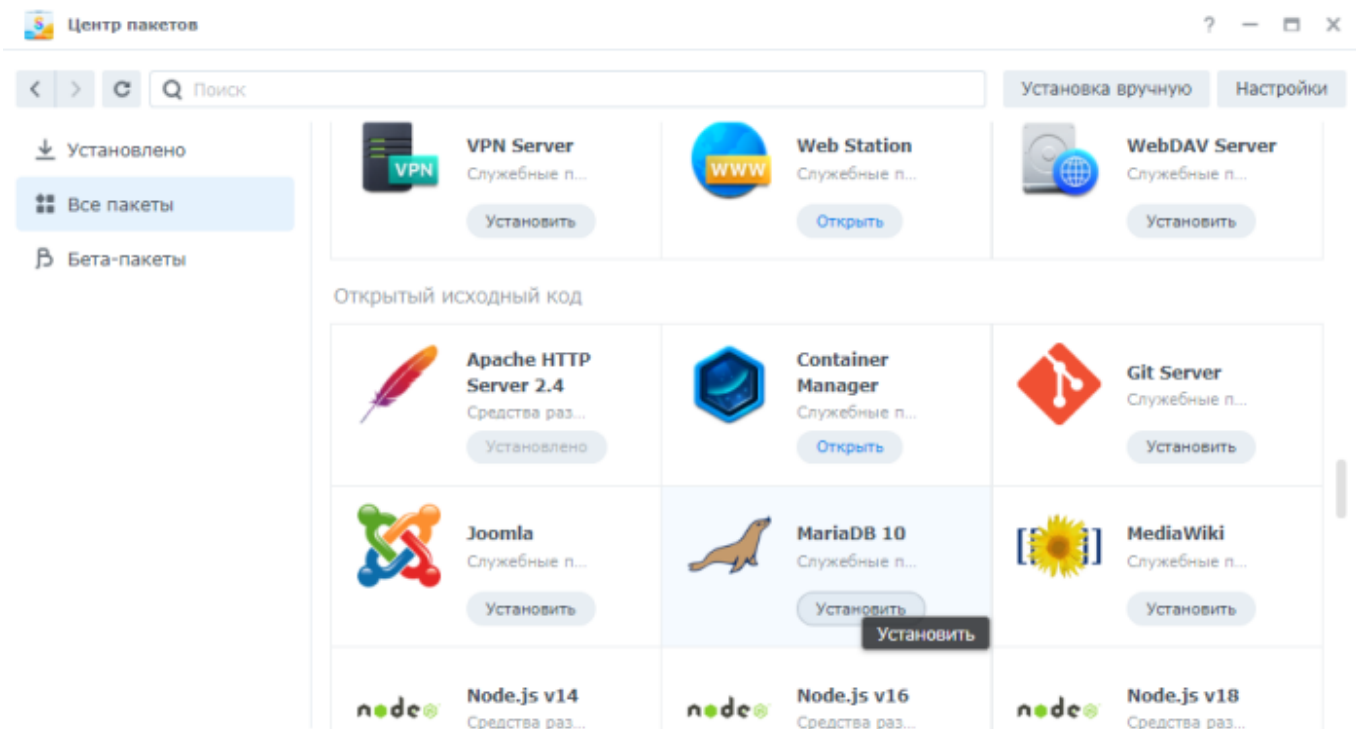 Центр пакетов
Поиск
Установка вручную
Настройки
Установлено
Все пакеты
Бета-пакеты
VPN
VPN Server
Служебные п...
Установить
WWW
Web Station
Служебные п...
Открыть
WebDAV Server
Служебные п...
Установить
Открытый исходный код
Apache HTTP
Server 2.4
Средства раз...
Установлено
Container
Manager
Служебные п...
Открыть
Git Server
Служебные п...
Установить
Joomla
Служебные п...
Установить
MariaDB 10
Служебные п...
Установить
Установить
MediaWiki
Служебные п...
Установить
node
Node.js v14
Средства раз...
node
Node.js v16
Средства раз...
node
Node.js v18
Средства раз...